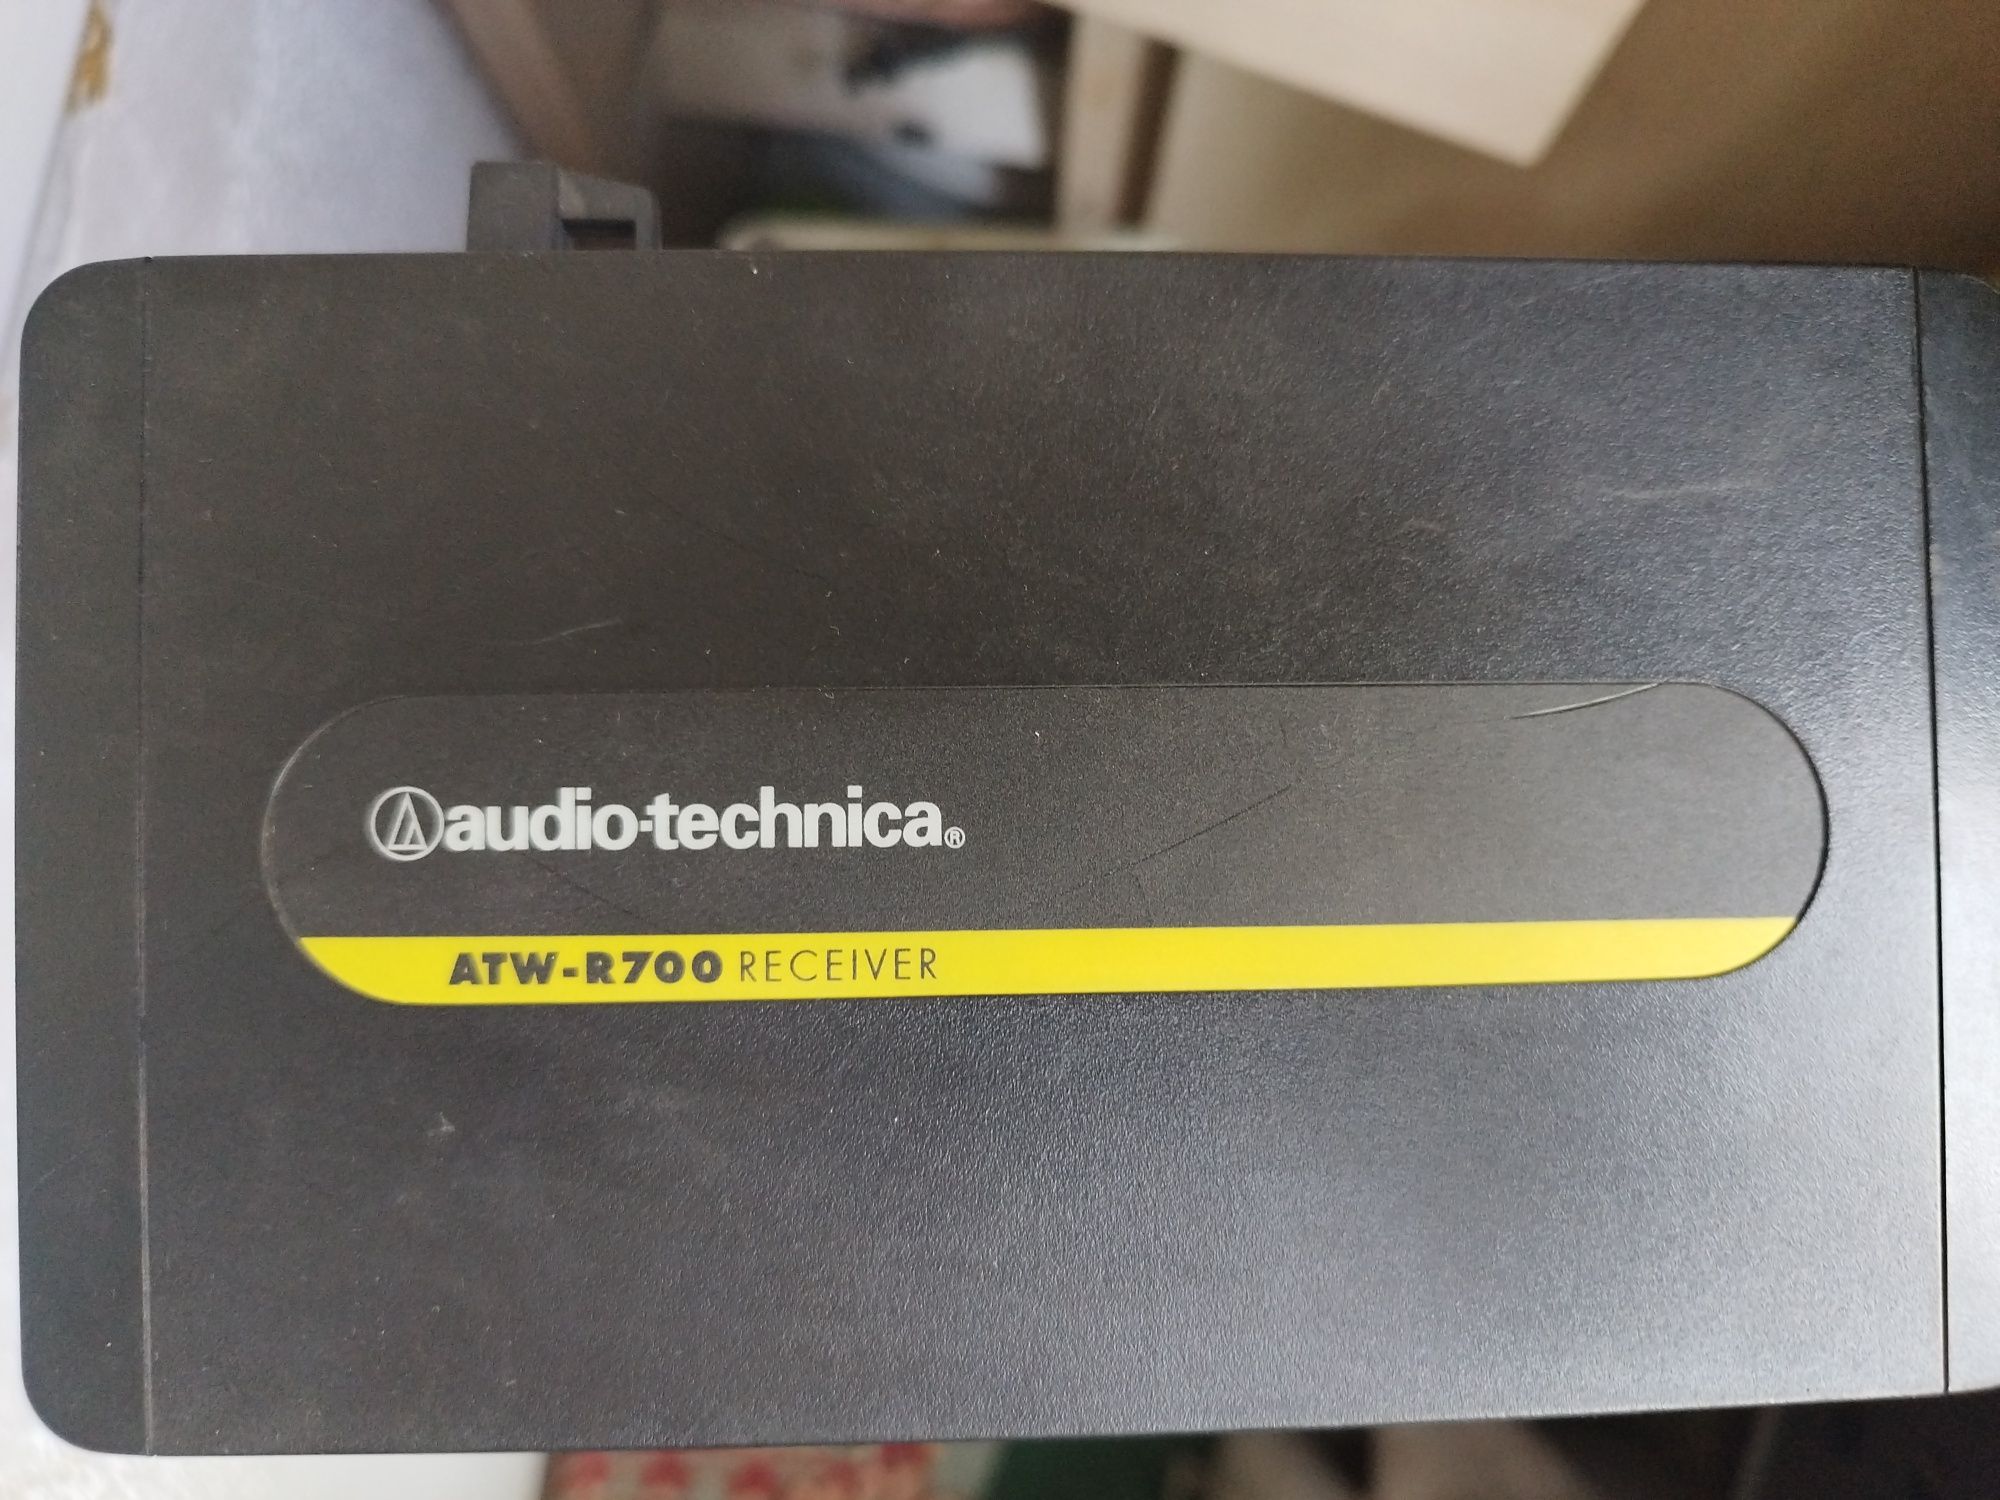 audio-technica®
ATW-R700 RECEIVER